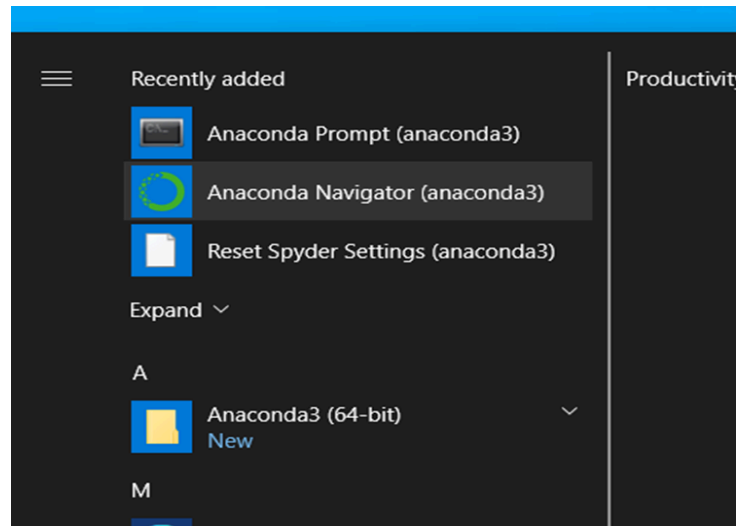 Recently added
Productivity
Anaconda Prompt (anaconda3)
Anaconda Navigator (anaconda3)
Reset Spyder Settings (anaconda3)
Expand
A
Anaconda3 (64-bit)
New
M